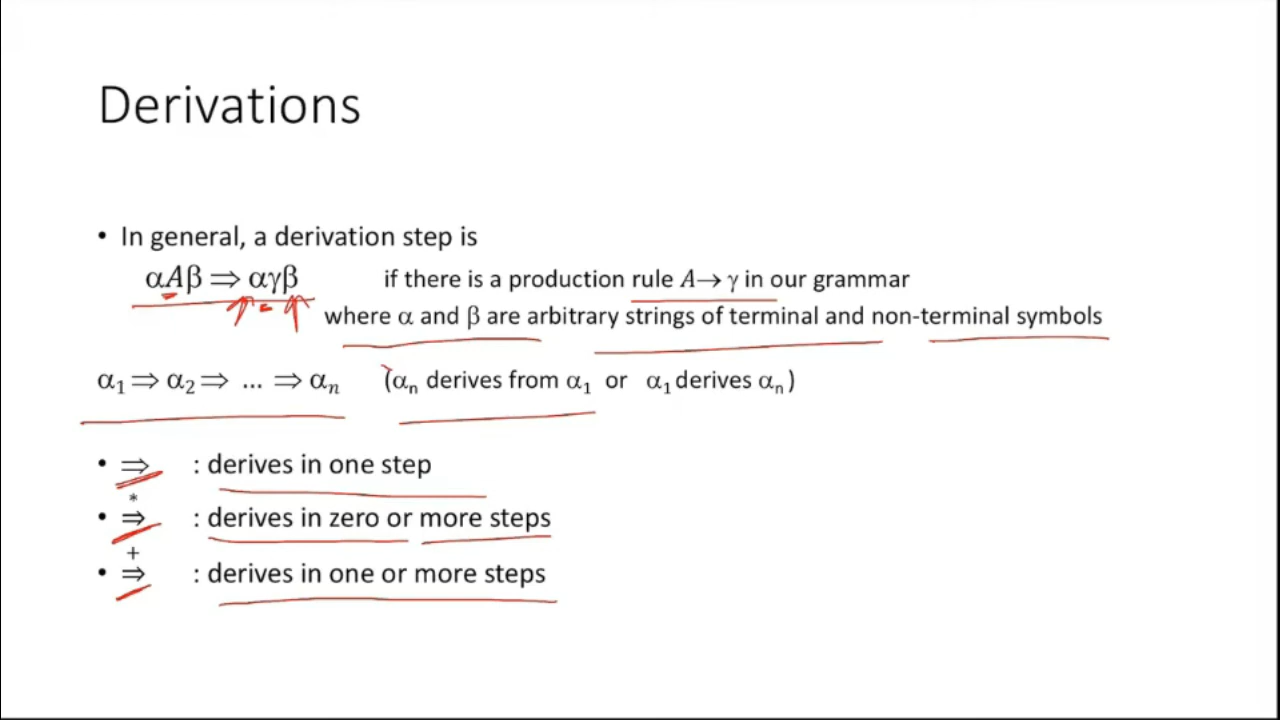 Derivations
• In general, a derivation step is
αAβ ⇒ αγβ if there is a production rule A→ γ in our grammar
where α and β are arbitrary strings of terminal and non-terminal symbols
α₁ ⇒ α₂ ⇒ ... ⇒ αₙ (αₙ derives from α₁ or α₁ derives αₙ)
• ⇒ : derives in one step
*
• ⇒ : derives in zero or more steps
+
• ⇒ : derives in one or more steps